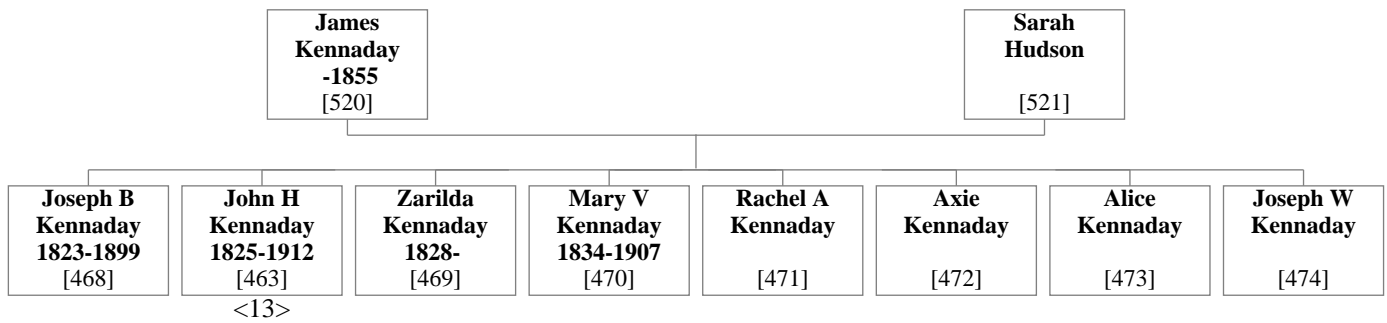 James
Kennaday
-1855
[520]
Sarah
Hudson
[521]
Joseph B
Kennaday
1823-1899
[468]
John H
Kennaday
1825-1912
[463]
<13>
Zarilda
Kennaday
1828-
[469]
Mary V
Kennaday
1834-1907
[470]
Rachel A
Kennaday
[471]
Axie
Kennaday
[472]
Alice
Kennaday
[473]
Joseph W
Kennaday
[474]